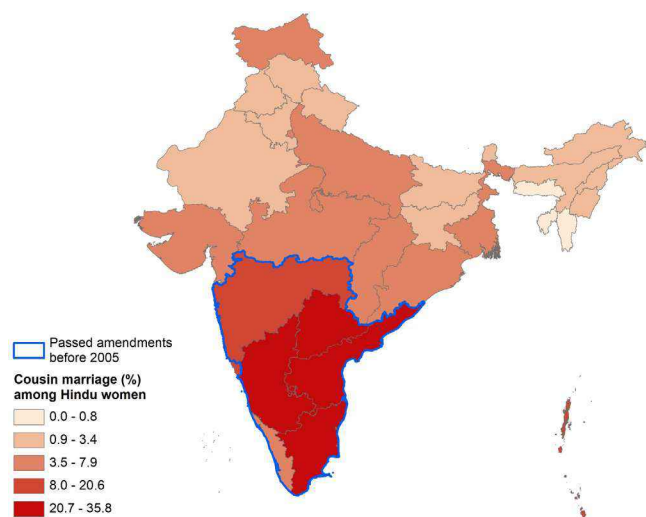 Passed amendments
before 2005
Cousin marriage (%)
among Hindu women
0.0 - 0.8
0.9 - 3.4
3.5 - 7.9
8.0 - 20.6
20.7 - 35.8